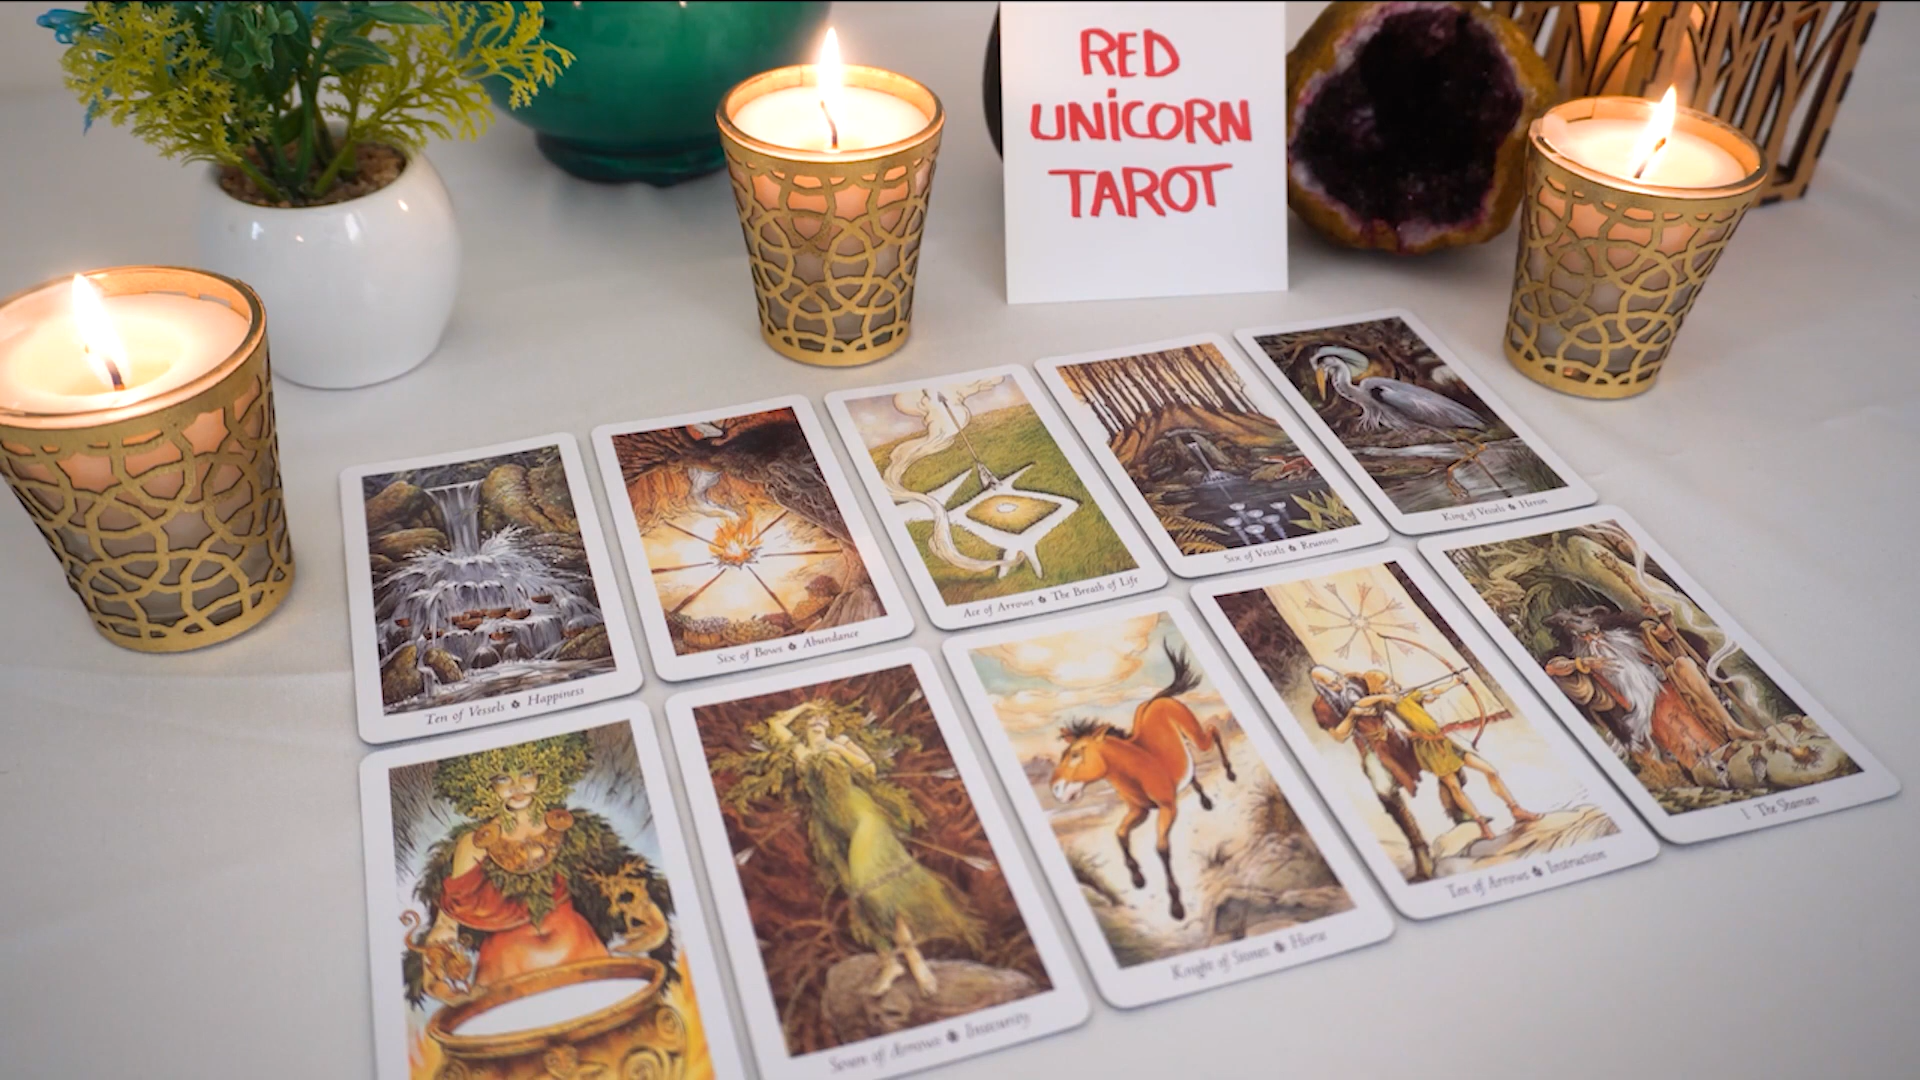 RED
UNiCORN
TAROT
Ten of Vessels Happiness
Six of Bows Abundance
Ace of Arrows The Breath of Life
Six of Vessels Reunion
King of Vessels Heron
Seven of Arrows Insecurity
Knight of Stones Horse
Ten of Arrows Instruction
1 The Shaman